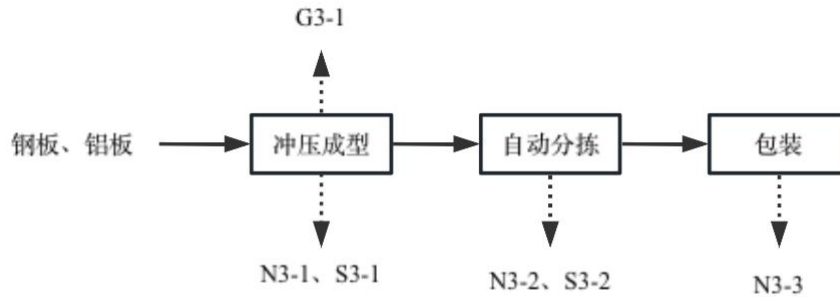 G3-1
钢板、铝板
冲压成型
自动分拣
包装
N3-1、S3-1
N3-2、S3-2
N3-3